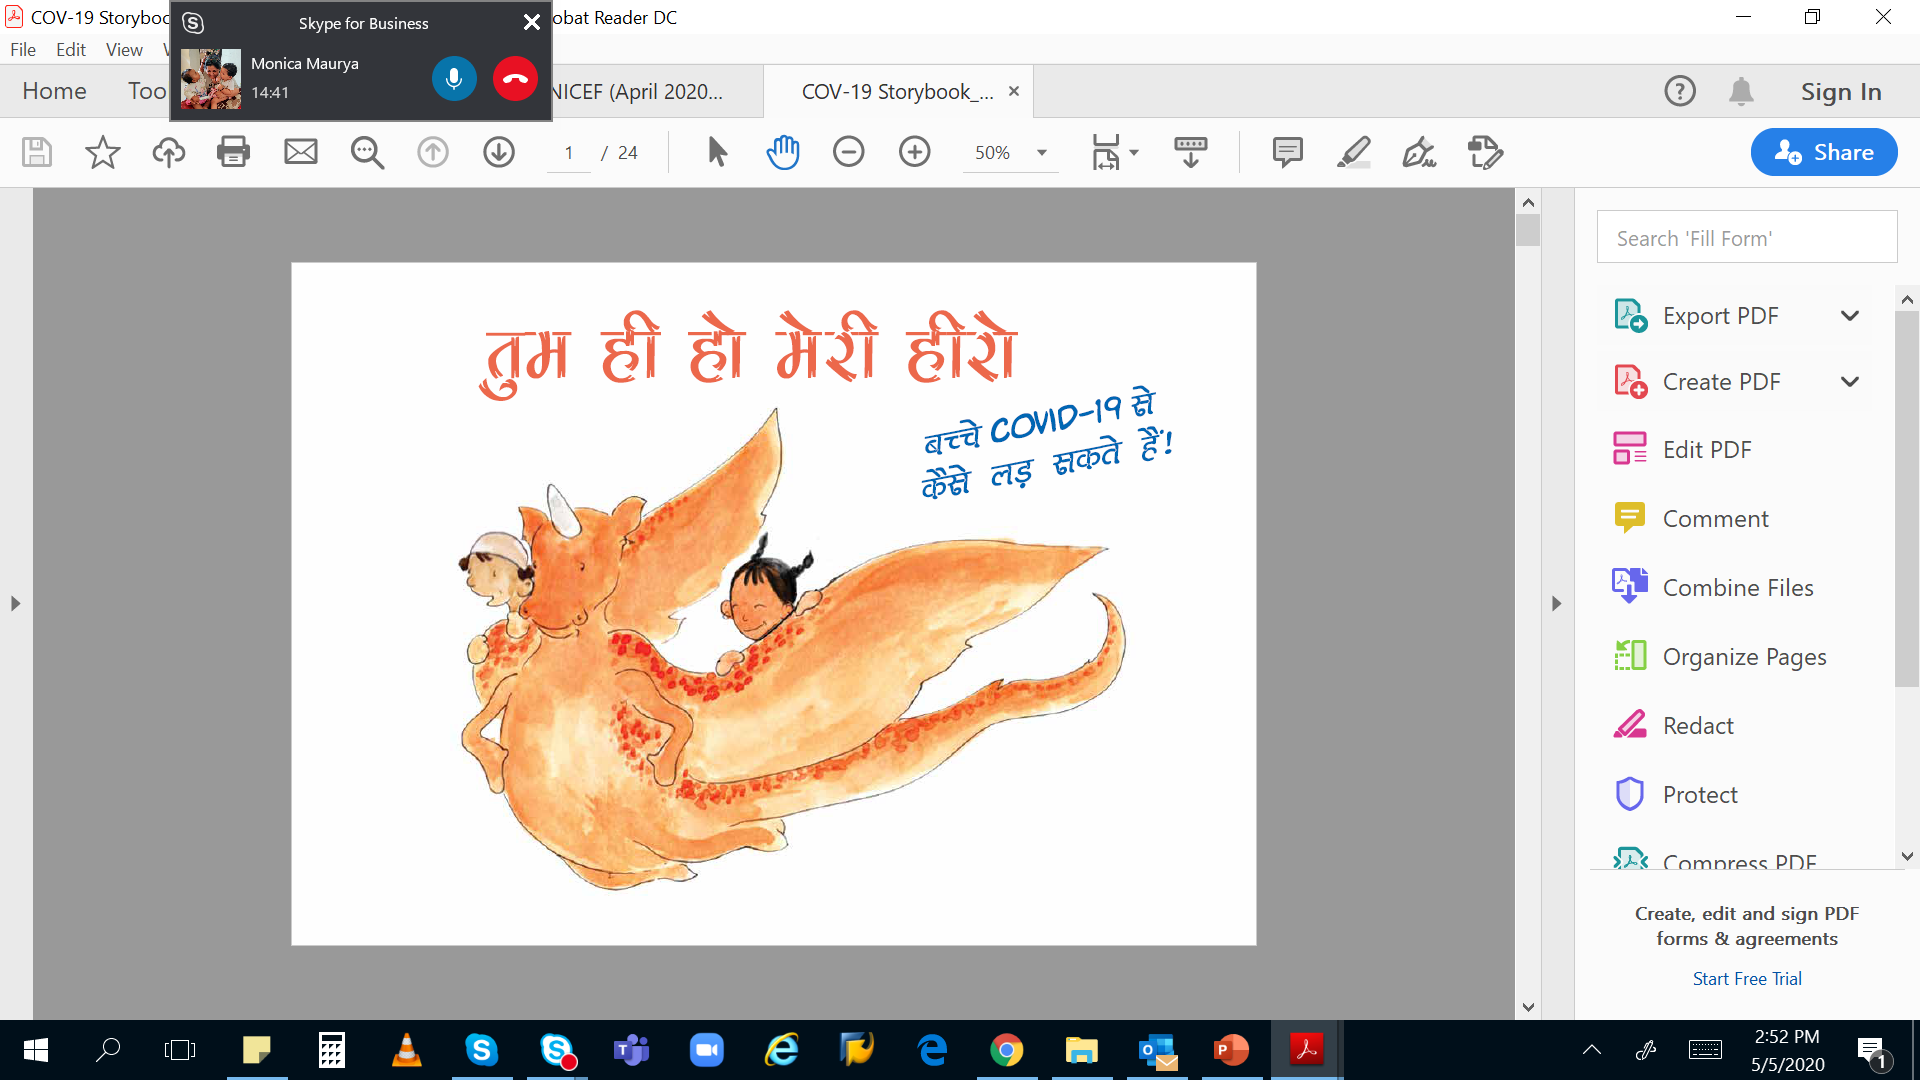 COV-19 Storyboo
obat Reader DC
Skype for Business
Monica Maurya
14:41
File Edit View
Home
Too
NICEF (April 2020...
COV-19 Storybook_...
Sign In
1 / 24
50%
Share
Search 'Fill Form'
Export PDF
Create PDF
Edit PDF
Comment
Combine Files
Organize Pages
Redact
Protect
Compress PDF
Create, edit and sign PDF
forms & agreements
Start Free Trial
तुम ही हो मेरी हीरो
बच्चे COVID-19 से
कैसे लड़ सकते हैं!
2:52 PM
5/5/2020
1